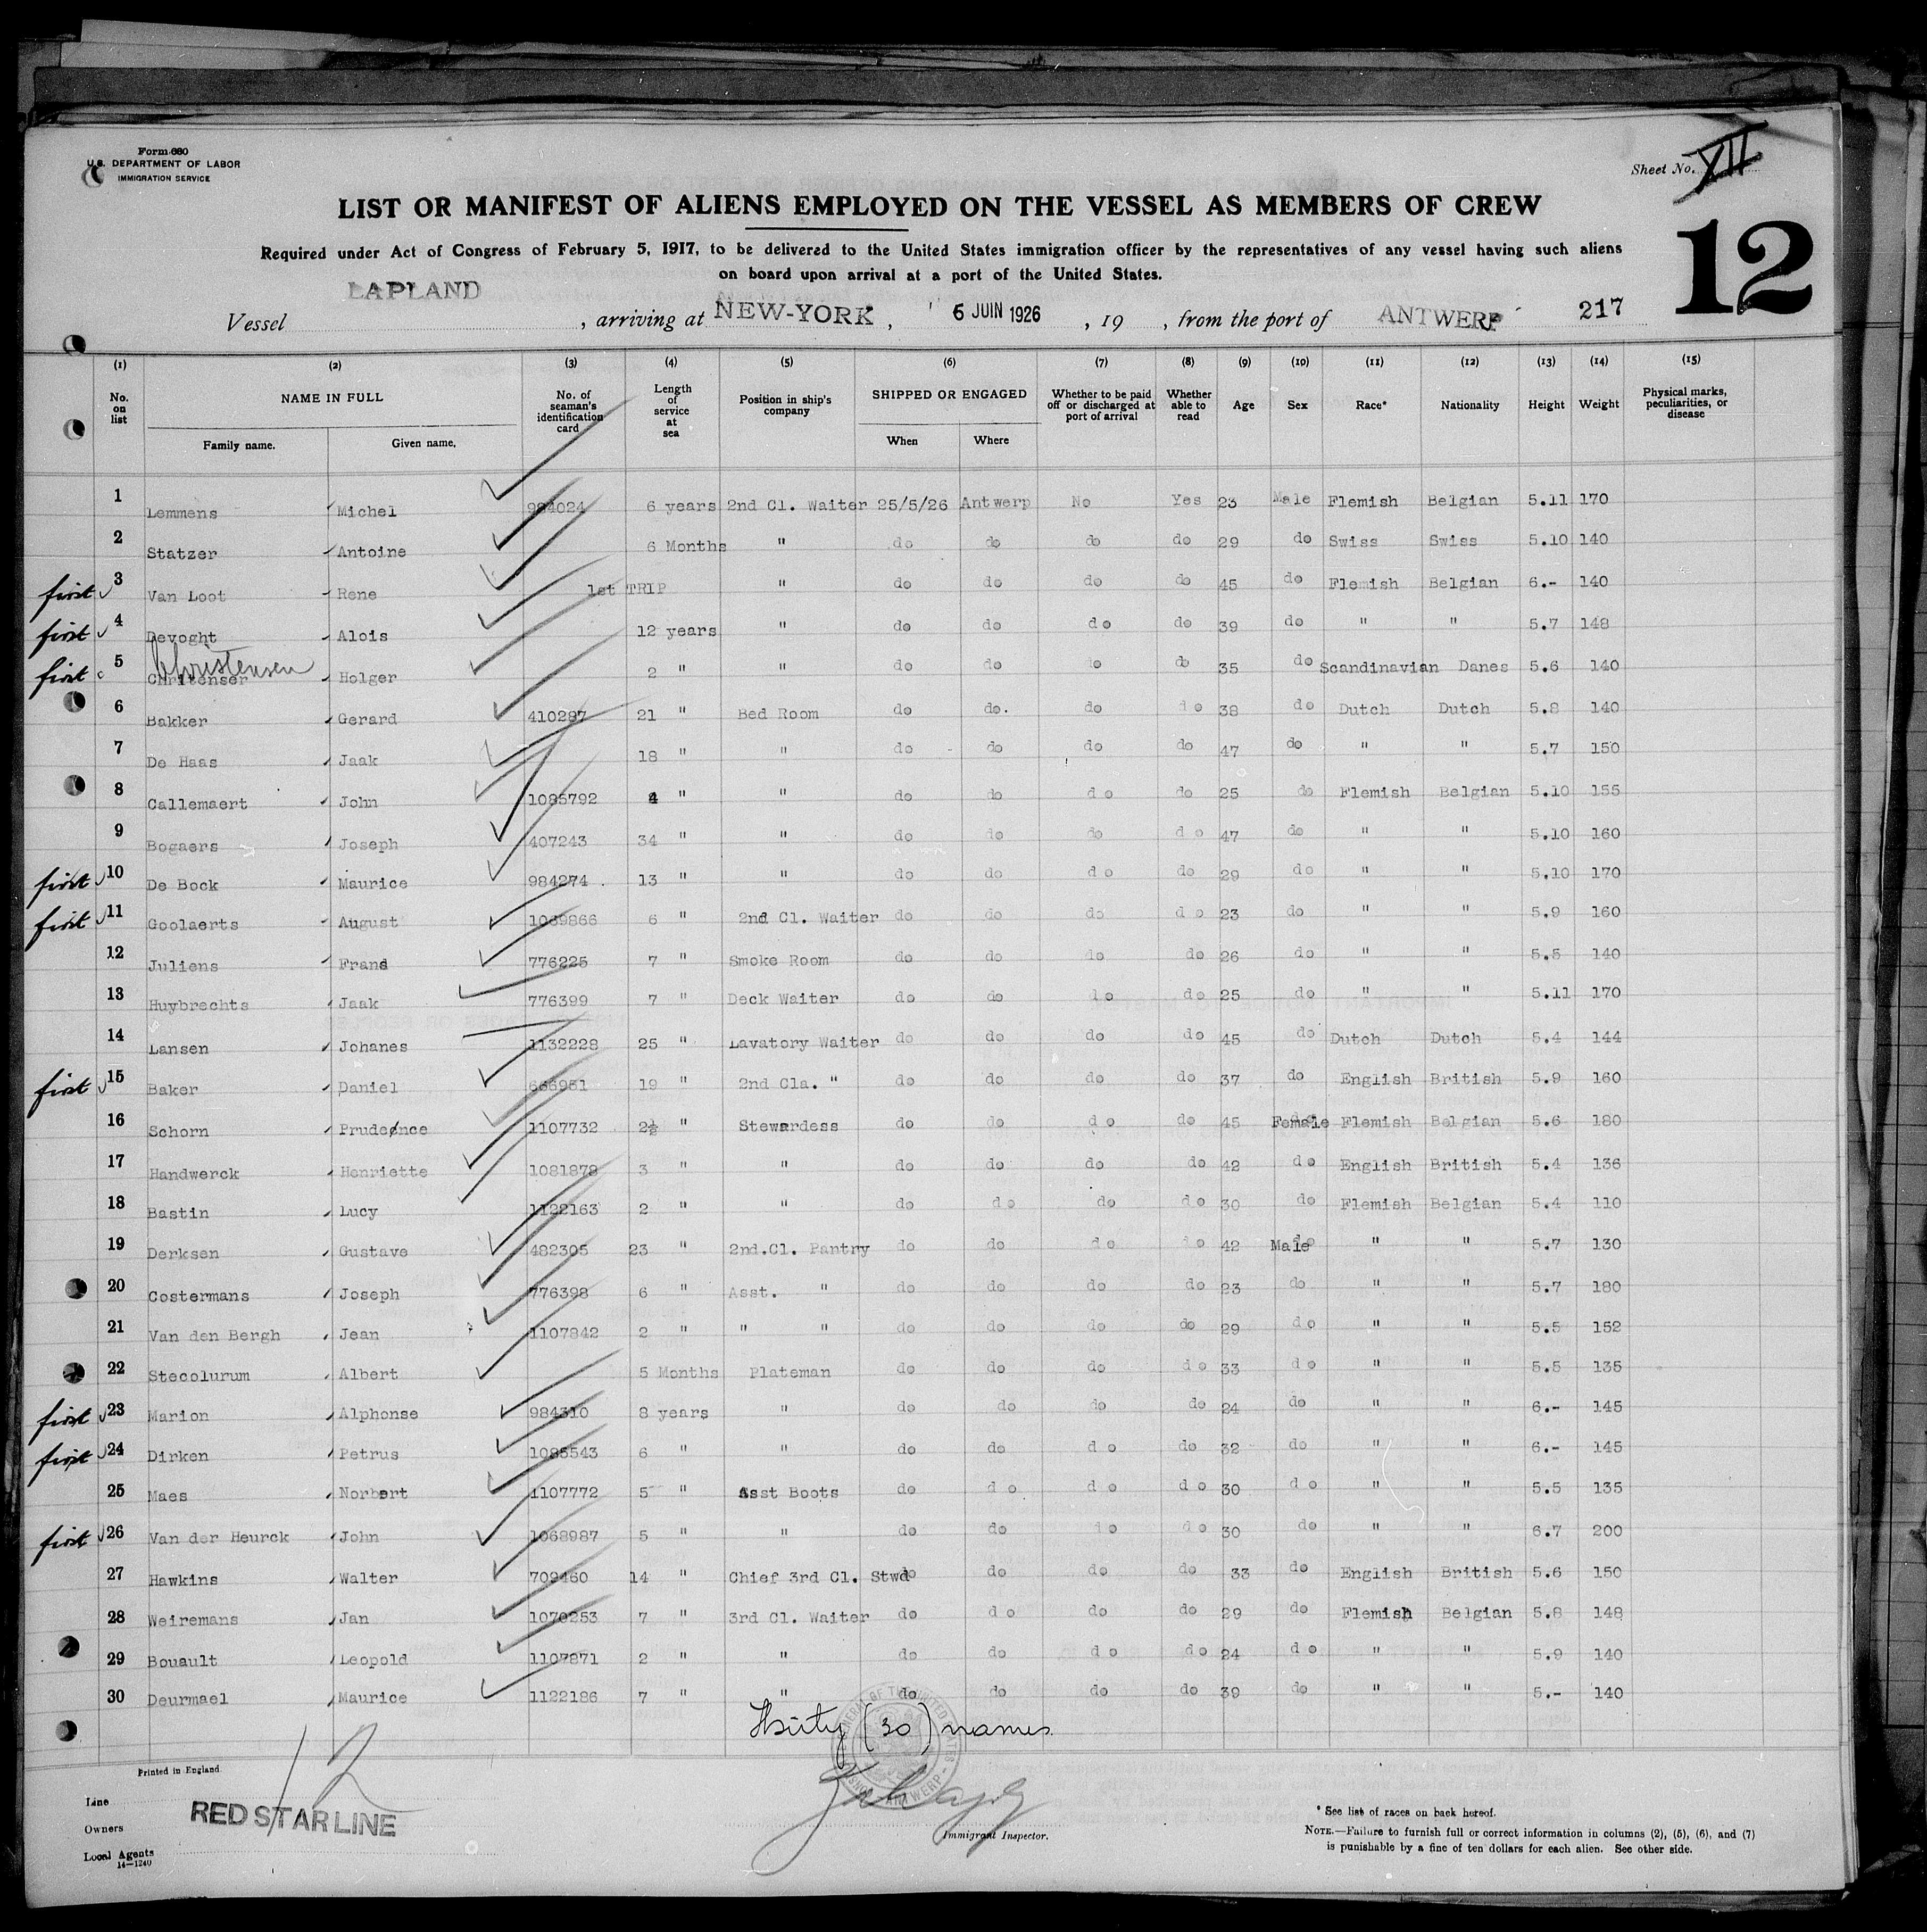 Form 680
U.S. DEPARTMENT OF LABOR
IMMIGRATION SERVICE
Sheet No. XII
LIST OR MANIFEST OF ALIENS EMPLOYED ON THE VESSEL AS MEMBERS OF CREW
12
Required under Act of Congress of February 5, 1917, to be delivered to the United States immigration officer by the representatives of any vessel having such aliens
on board upon arrival at a port of the United States.
Vessel LAPLAND, arriving at NEW-YORK, 6 JUIN 1926, 19 , from the port of ANTWERP 217
(1) (2) (3) (4) (5) (6) (7) (8) (9) (10) (11) (12) (13) (14) (15)
No. on list NAME IN FULL Family name. Given name. No. of seaman's identification card Length of service at sea Position in ship's company SHIPPED OR ENGAGED When Where Whether to be paid off or discharged at port of arrival Whether able to read Age Sex Race* Nationality Height Weight Physical marks, peculiarities, or disease
1 Lemmens Michel 984024 6 years 2nd Cl. Waiter 25/5/26 Antwerp No Yes 23 Male Flemish Belgian 5.11 170
2 Statzer Antoine 6 Months " do do do do 29 do Swiss Swiss 5.10 140
first 3 Van Loot Rene 1st TRIP " do do do do 45 do Flemish Belgian 6.- 140
first 4 Devoght Alois 12 years " do do do do 39 do " " 5.7 148
Christensen
first 5 Christenser Holger 2 " " do do do do 35 do Scandinavian Danes 5.6 140
6 Bakker Gerard 410287 21 " Bed Room do do. do do 38 do Dutch Dutch 5.8 140
7 De Haas Jaak 18 " " do do do do 47 do " " 5.7 150
8 Callemaert John 1085792 4 " " do do do do 25 do Flemish Belgian 5.10 155
9 Bogaers Joseph 407243 34 " " do do do do 47 do " " 5.10 160
first 10 De Bock Maurice 984274 13 " " do do do do 29 do " " 5.10 170
first 11 Goolaerts August 1069866 6 " 2nd Cl. Waiter do do do do 23 do " " 5.9 160
12 Juliens Frans 776225 7 " Smoke Room do do do do 26 do " " 5.5 140
13 Huybrechts Jaak 776399 7 " Deck Waiter do do do do 25 do " " 5.11 170
14 Lansen Johanes 1132228 25 " Lavatory Waiter do do do do 45 do Dutch Dutch 5.4 144
first 15 Baker Daniel 666951 19 " 2nd Cla. " do do do do 37 do English British 5.9 160
16 Schorn Prudence 1107732 2½ " Stewardess do do do do 45 Female Flemish Belgian 5.6 180
17 Handwerck Henriette 1081878 3 " " do do do do 42 do English British 5.4 136
18 Bastin Lucy 1122163 2 " " do do do do 30 do Flemish Belgian 5.4 110
19 Derksen Gustave 482305 23 " 2nd.Cl. Pantry do do do do 42 Male " " 5.7 130
20 Costermans Joseph 776398 6 " Asst. " do do do do 23 do " " 5.7 180
21 Van den Bergh Jean 1107842 2 " " " do do do do 29 do " " 5.5 152
22 Stecolurum Albert 5 Months Plateman do do do do 33 do " " 5.5 135
first 23 Marion Alphonse 984310 8 years " do do do do 24 do " " 6.- 145
first 24 Dirken Petrus 1085543 6 " " do do do do 32 do " " 6.- 145
25 Maes Norbert 1107772 5 " Asst Boots do do do do 30 do " " 5.5 135
first 26 Van der Heurck John 1068987 5 " " do do do do 30 do " " 6.7 200
27 Hawkins Walter 709460 14 " Chief 3rd Cl. Stwd do do do do 33 do English British 5.6 150
28 Weiremans Jan 1070253 7 " 3rd Cl. Waiter do do do do 29 do Flemish Belgian 5.8 148
29 Bouault Leopold 1107871 2 " " do do do do 24 do " " 5.9 140
30 Deurmael Maurice 1122186 7 " " do do do do 39 do " " 5.- 140
Thirty (30) names
12
Printed in England.
Line
Owners RED STAR LINE
Local Agents
14—1240
Immigrant Inspector.
* See list of races on back hereof.
NOTE.—Failure to furnish full or correct information in columns (2), (5), (6), and (7)
is punishable by a fine of ten dollars for each alien. See other side.